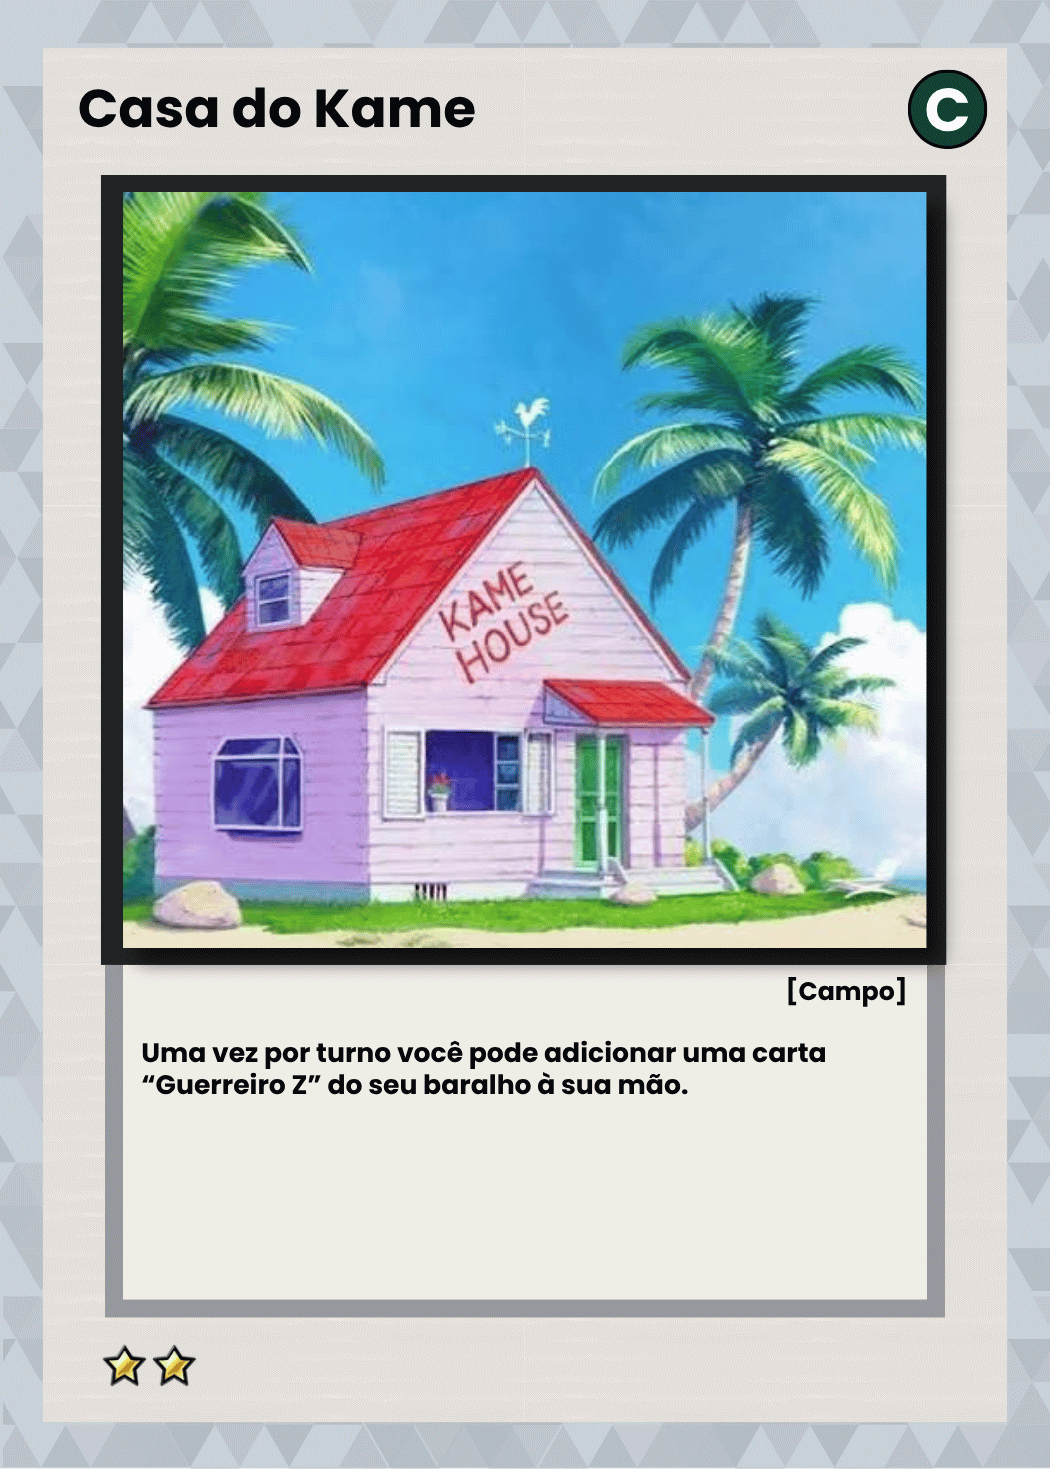 Casa do Kame
C
KAME
HOUSE
[Campo]
Uma vez por turno você pode adicionar uma carta
“Guerreiro Z” do seu baralho à sua mão.